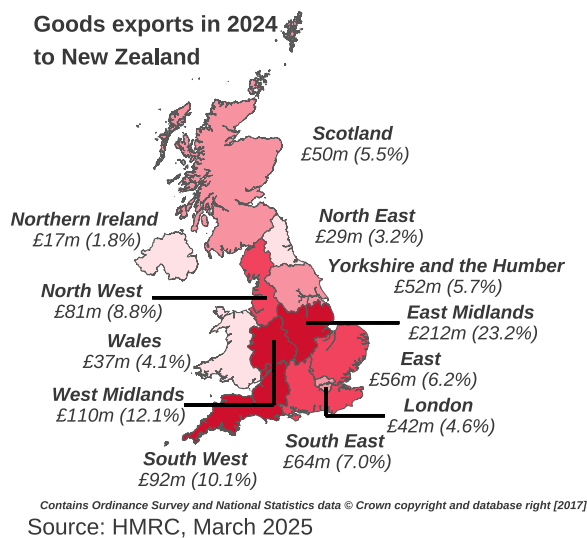 Goods exports in 2024
to New Zealand
Scotland
£50m (5.5%)
Northern Ireland
£17m (1.8%)
North East
£29m (3.2%)
Yorkshire and the Humber
£52m (5.7%)
North West
£81m (8.8%)
East Midlands
£212m (23.2%)
Wales
£37m (4.1%)
East
£56m (6.2%)
West Midlands
£110m (12.1%)
London
£42m (4.6%)
South East
£64m (7.0%)
South West
£92m (10.1%)
Contains Ordinance Survey and National Statistics data © Crown copyright and database right [2017]
Source: HMRC, March 2025